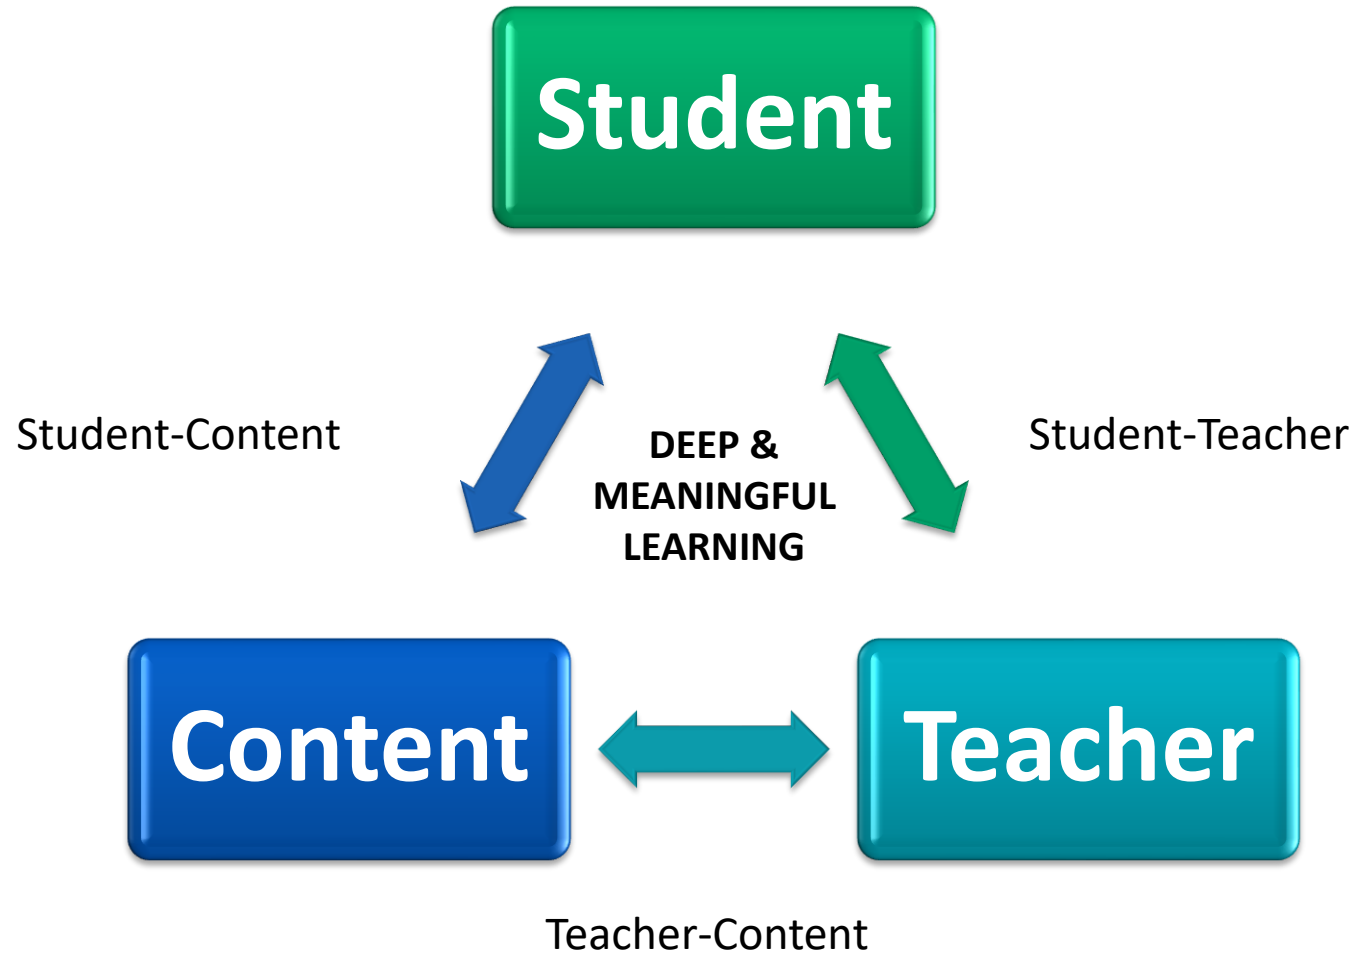 Student
Student-Content
DEEP &
MEANINGFUL
LEARNING
Student-Teacher
Content
Teacher
Teacher-Content